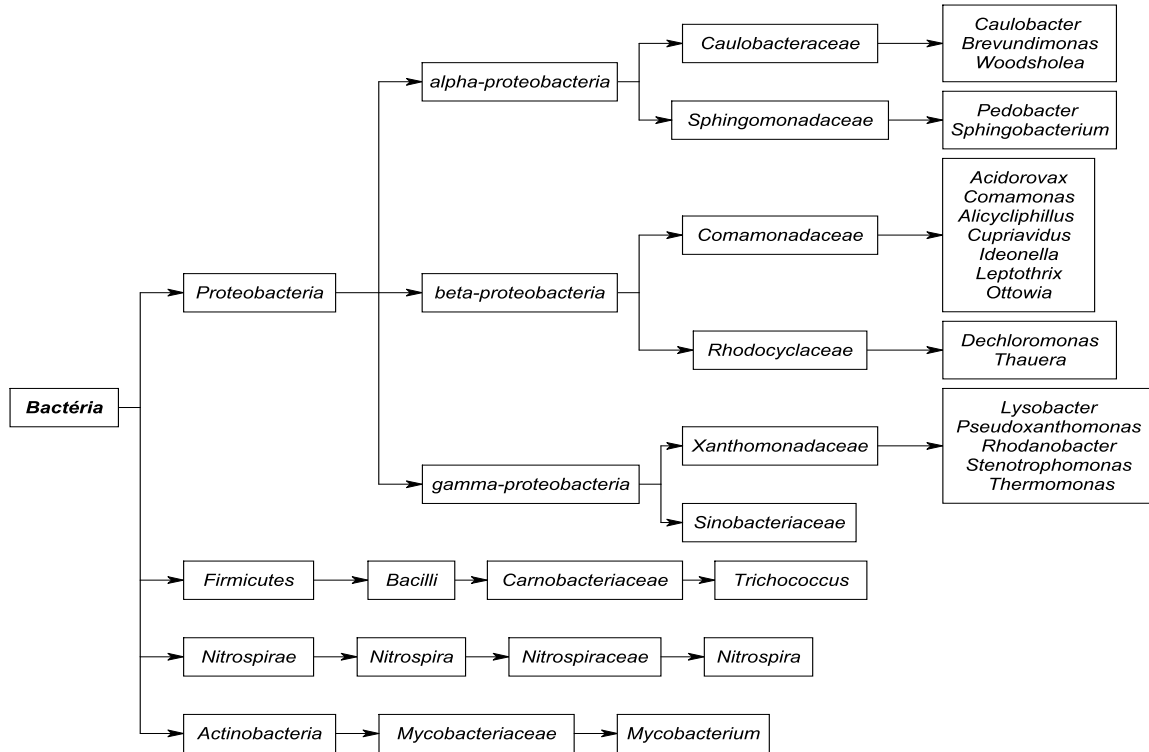 Bactéria
Proteobacteria
alpha-proteobacteria
Caulobacteraceae
Caulobacter
Brevundimonas
Woodsholea
Sphingomonadaceae
Pedobacter
Sphingobacterium
beta-proteobacteria
Comamonadaceae
Acidorovax
Comamonas
Alicycliphillus
Cupriavidus
Ideonella
Leptothrix
Ottowia
Rhodocyclaceae
Dechloromonas
Thauera
gamma-proteobacteria
Xanthomonadaceae
Lysobacter
Pseudoxanthomonas
Rhodanobacter
Stenotrophomonas
Thermomonas
Sinobacteriaceae
Firmicutes
Bacilli
Carnobacteriaceae
Trichococcus
Nitrospirae
Nitrospira
Nitrospiraceae
Nitrospira
Actinobacteria
Mycobacteriaceae
Mycobacterium